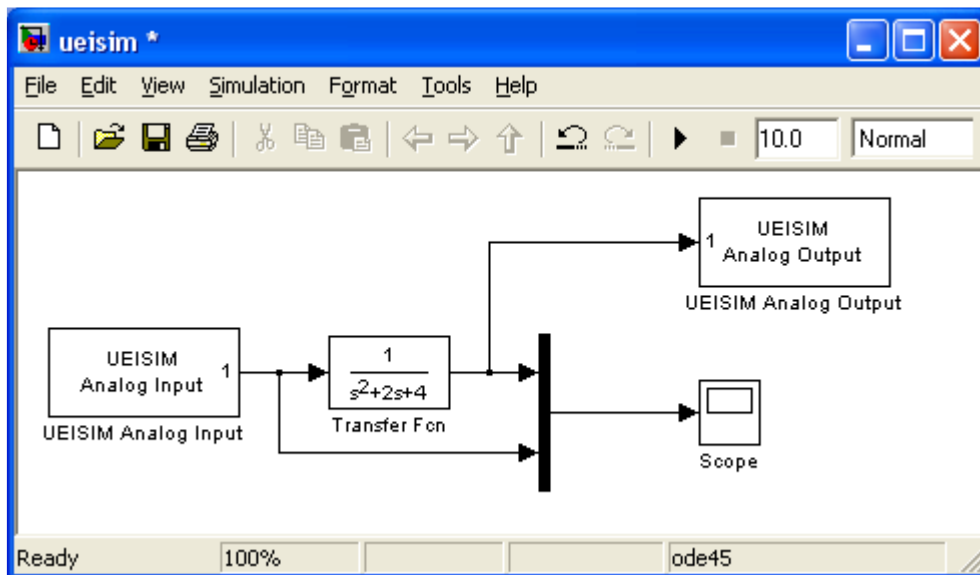 ueisim *
File Edit View Simulation Format Tools Help
10.0 Normal
UEISIM
Analog Output
1
UEISIM Analog Output
UEISIM
Analog Input
1
UEISIM Analog Input
1
s²+2s+4
Transfer Fcn
Scope
Ready 100% ode45